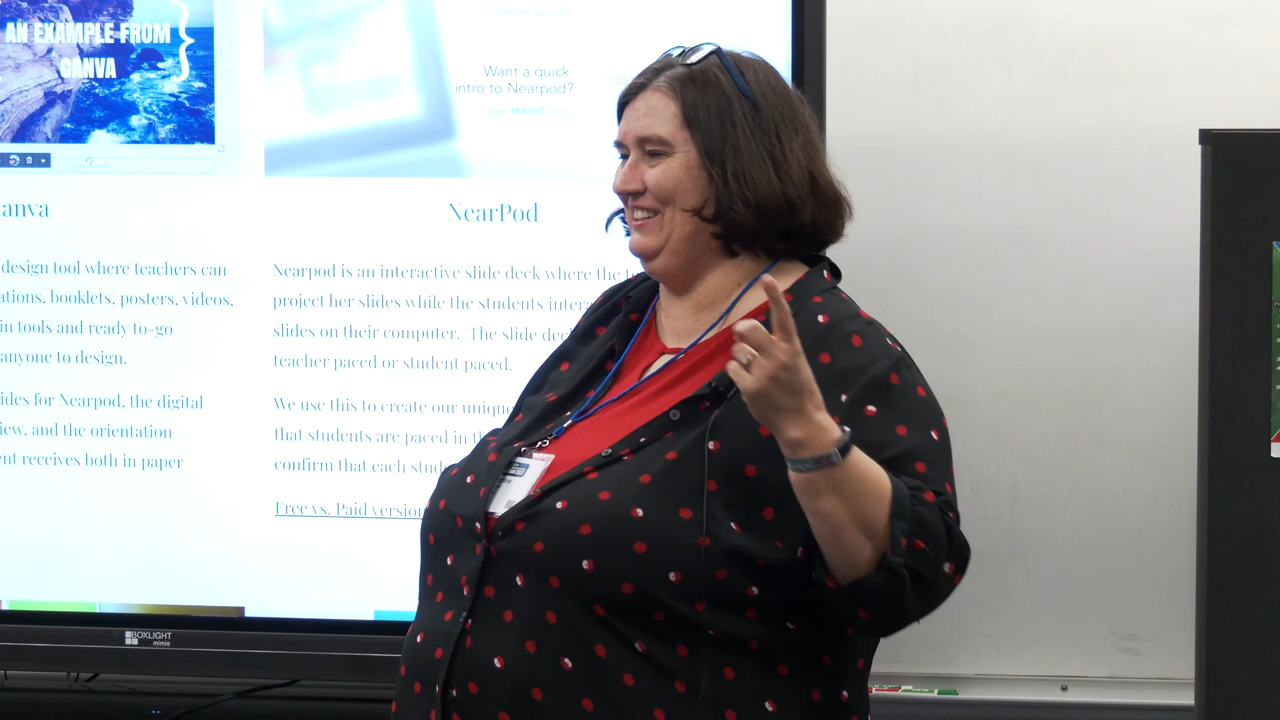 AN EXAMPLE FROM
CANVA
Want a quick
intro to Nearpod?
Type MAGIC
anva
design tool where teachers can
ations, booklets, posters, videos,
in tools and ready to-go
anyone to design.
ides for Nearpod, the digital
iew, and the orientation
nt receives both in paper
NearPod
Nearpod is an interactive slide deck where the t
project her slides while the students intera
slides on their computer. The slide dec
teacher paced or student paced.
We use this to create our unique
that students are paced in t
confirm that each stud
Free vs. Paid version
BOXLIGHT
mimio